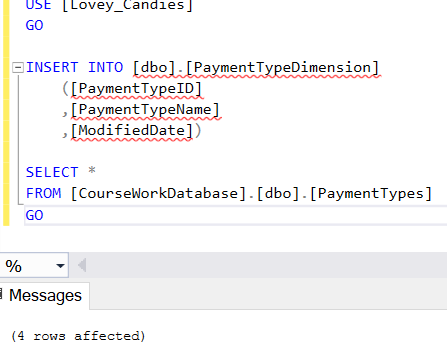 USE [Lovey_Candies]
GO
INSERT INTO [dbo].[PaymentTypeDimension]
([PaymentTypeID]
,[PaymentTypeName]
,[ModifiedDate])
SELECT *
FROM [CourseWorkDatabase].[dbo].[PaymentTypes]
GO
%
Messages
(4 rows affected)